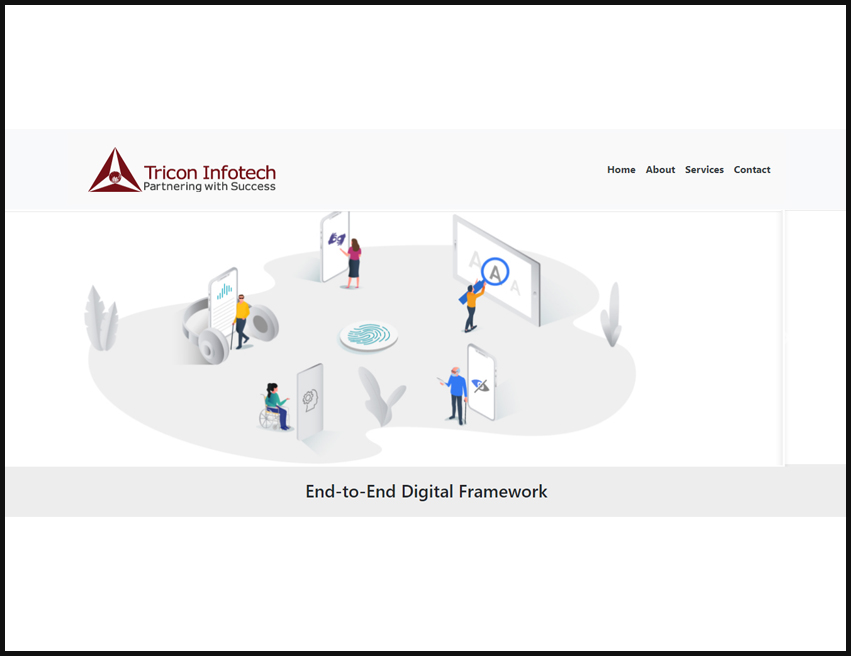 Tricon Infotech
Partnering with Success
Home About Services Contact
A A A
End-to-End Digital Framework